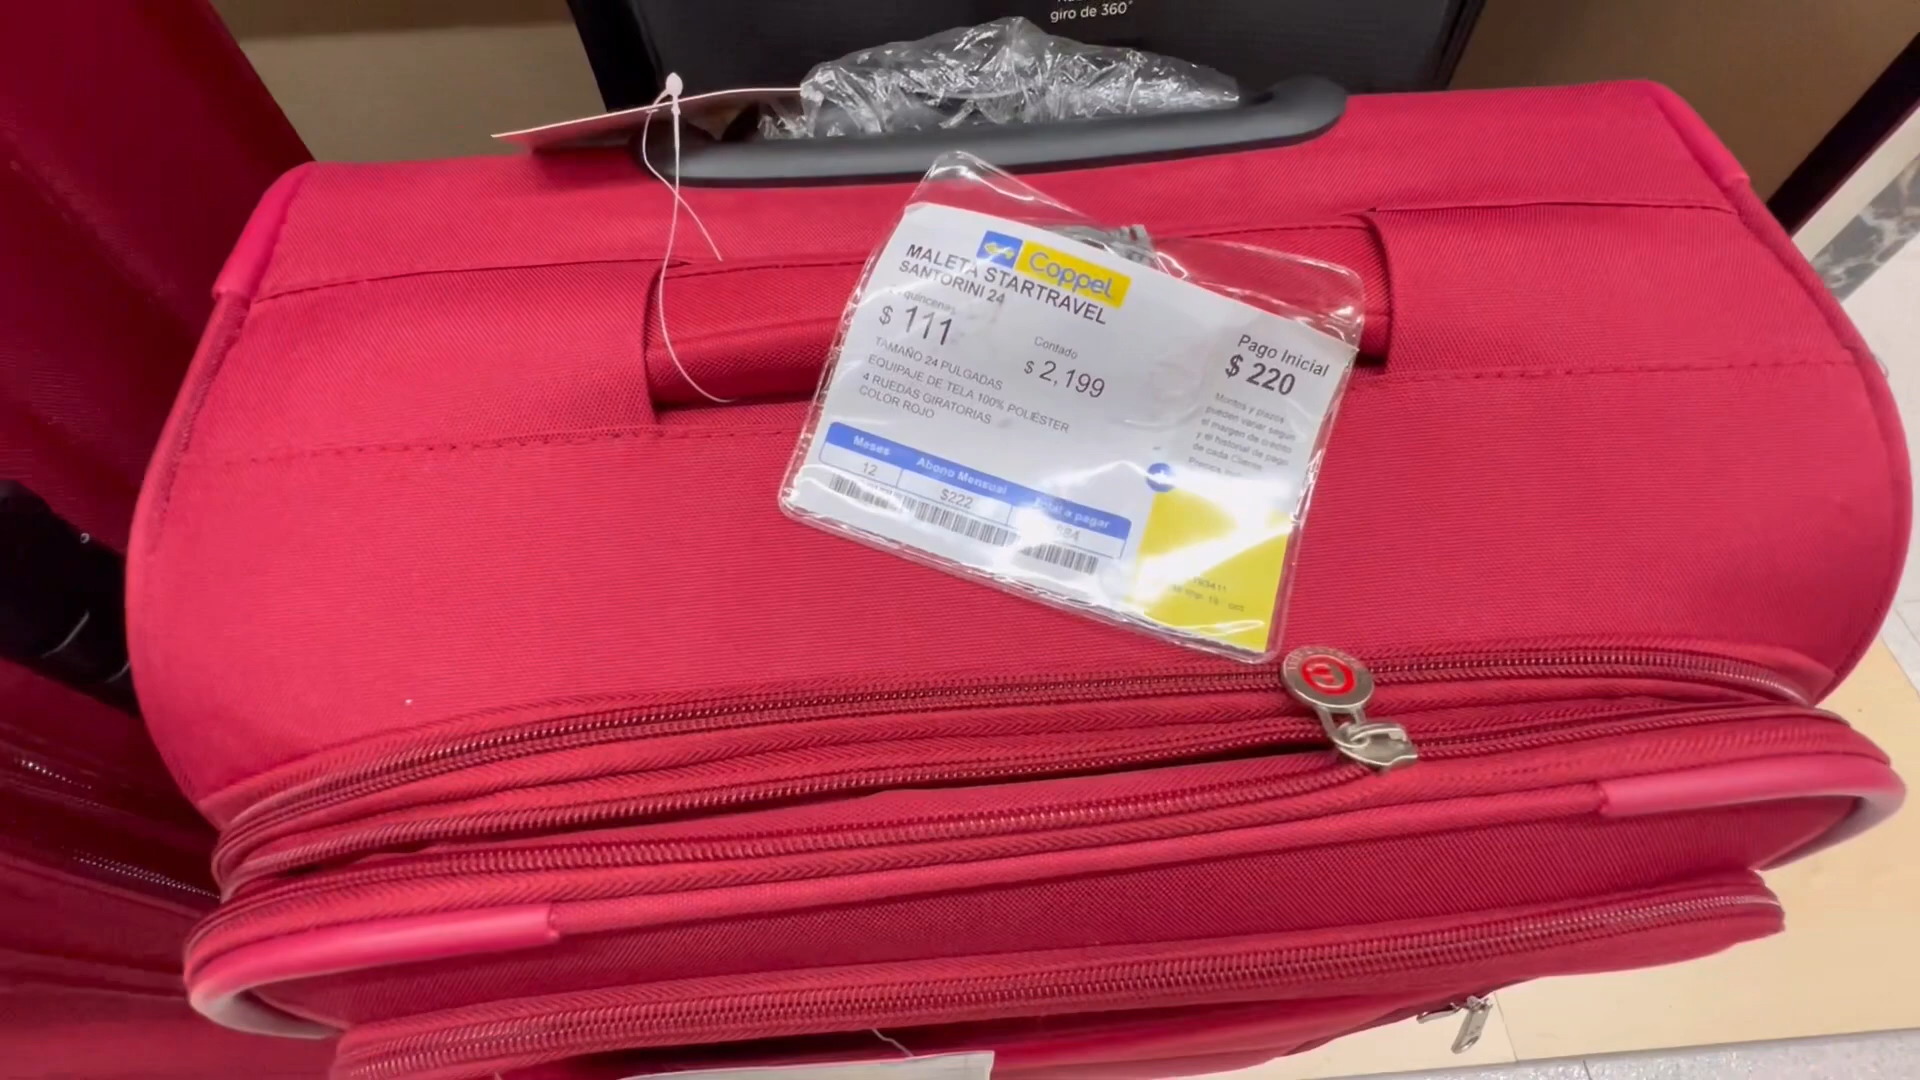 giro de 360°
Coppel
MALETA STARTRAVEL
SANTORINI 24
quincenas
$ 111
Contado
$ 2,199
TAMAÑO 24 PULGADAS
EQUIPAJE DE TELA 100% POLIÉSTER
4 RUEDAS GIRATORIAS
COLOR ROJO
Pago Inicial
$ 220
Montos y plazos
pueden variar según
el margen de crédito
y el historial de pago
de cada Cliente.
Meses Abono Mensual Total a pagar
12 $222